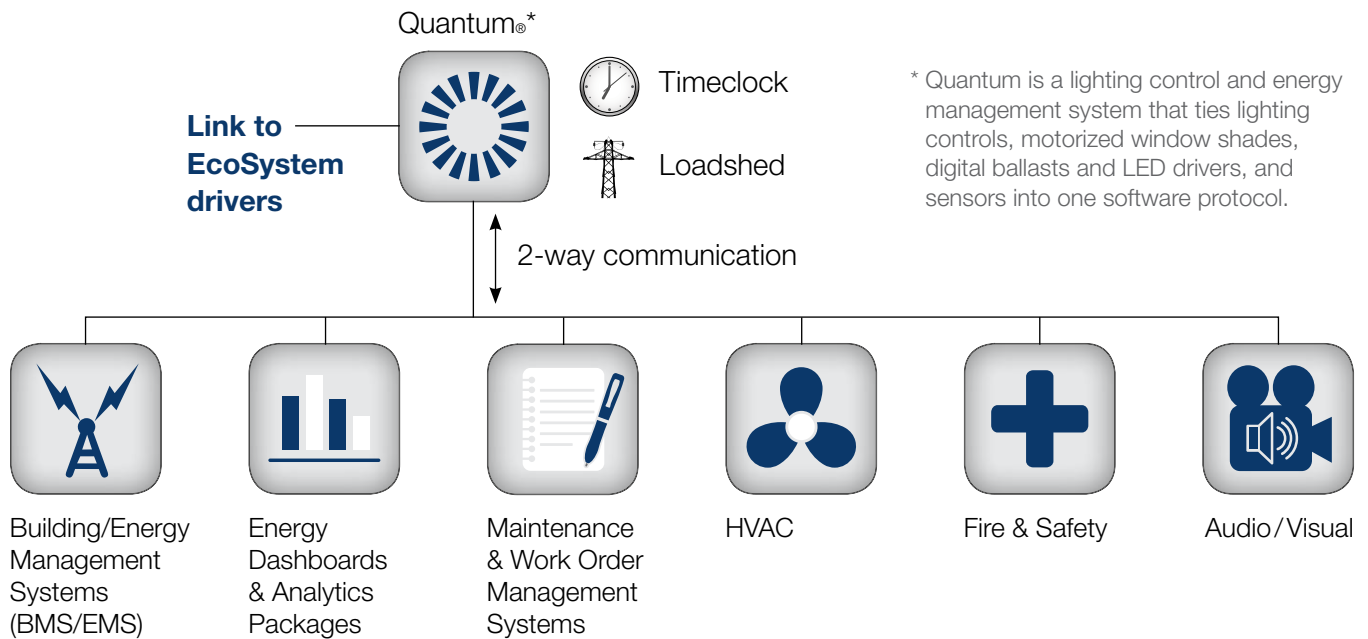 Quantum®*
Timeclock
Loadshed
Link to
EcoSystem
drivers
* Quantum is a lighting control and energy
management system that ties lighting
controls, motorized window shades,
digital ballasts and LED drivers, and
sensors into one software protocol.
2-way communication
Building/Energy
Management
Systems
(BMS/EMS)
Energy
Dashboards
& Analytics
Packages
Maintenance
& Work Order
Management
Systems
HVAC
Fire & Safety
Audio/Visual